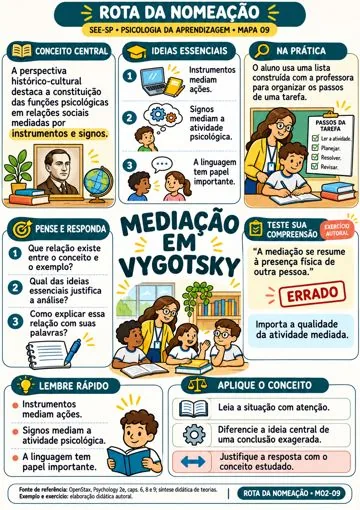 ROTA DA NOMEAÇÃO
SEE-SP • PSICOLOGIA DA APRENDIZAGEM • MAPA 09
CONCEITO CENTRAL
A perspectiva
histórico-cultural
destaca a constituição
das funções psicológicas
em relações sociais
mediadas por
instrumentos e signos.
IDEIAS ESSENCIAIS
1
Instrumentos
mediam
ações.
2
Signos
mediam a
atividade
psicológica.
3
A linguagem
tem papel
importante.
NA PRÁTICA
O aluno usa uma lista
construída com a professora
para organizar os passos
de uma tarefa.
PASSOS DA
TAREFA
Ler a atividade.
Planejar.
Resolver.
Revisar.
PENSE E RESPONDA
1 Que relação existe
entre o conceito e
o exemplo?
2 Qual das ideias
essenciais justifica
a análise?
3 Como explicar essa
relação com suas
palavras?
MEDIAÇÃO
EM
VYGOTSKY
TESTE SUA
COMPREENSÃO
EXERCÍCIO
AUTORAL
“A mediação se resume
à presença física de
outra pessoa.”
ERRADO
Importa a qualidade
da atividade mediada.
LEMBRE RÁPIDO
Instrumentos
mediam ações.
Signos mediam a
atividade psicológica.
A linguagem tem
papel importante.
APLIQUE O CONCEITO
Leia a situação com atenção.
Diferencie a ideia central de
uma conclusão exagerada.
Justifique a resposta com o
conceito estudado.
Fonte de referência: OpenStax, Psychology 2e, caps. 6, 8 e 9; síntese didática de teorias.
Exemplo e exercício: elaboração didática autoral.
ROTA DA NOMEAÇÃO | M02-09